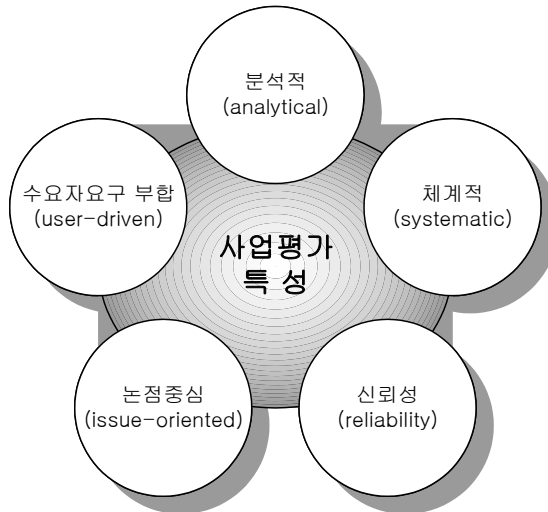 분석적
(analytical)
수요자요구 부합
(user-driven)
체계적
(systematic)
사업평가
특 성
논점중심
(issue-oriented)
신뢰성
(reliability)